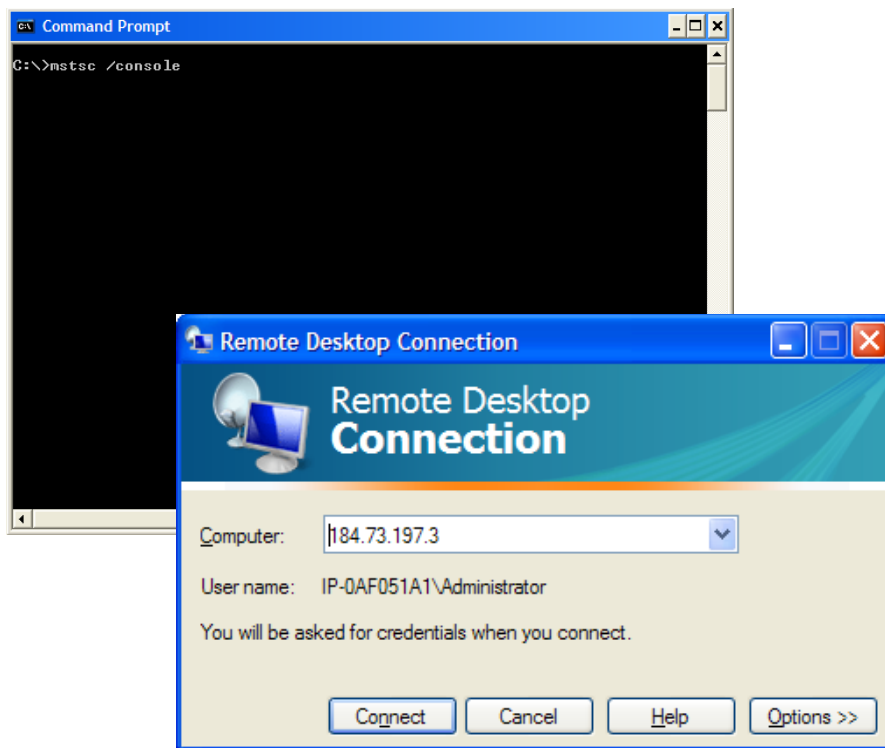 Command Prompt
C:\>mstsc /console
Remote Desktop Connection
Remote Desktop
Connection
Computer: 184.73.197.3
User name: IP-0AF051A1\Administrator
You will be asked for credentials when you connect.
Connect Cancel Help Options >>